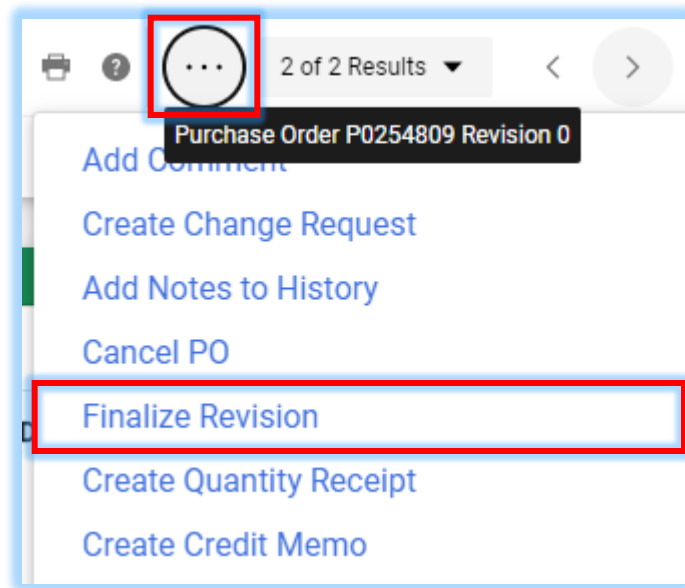 ? ... 2 of 2 Results
Purchase Order P0254809 Revision 0
Add Comment
Create Change Request
Add Notes to History
Cancel PO
Finalize Revision
Create Quantity Receipt
Create Credit Memo